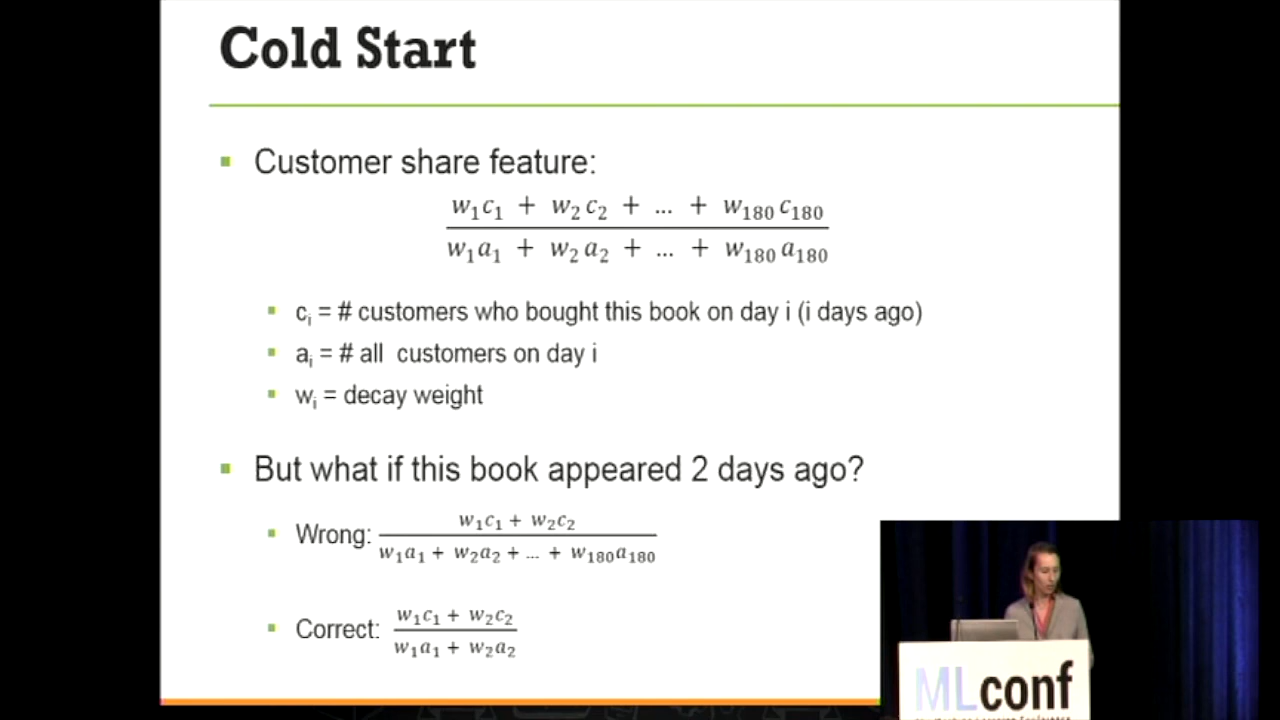 Cold Start
▪ Customer share feature:
w₁c₁ + w₂c₂ + ... + w₁₈₀c₁₈₀
w₁a₁ + w₂a₂ + ... + w₁₈₀a₁₈₀
▪ cᵢ = # customers who bought this book on day i (i days ago)
▪ aᵢ = # all customers on day i
▪ wᵢ = decay weight
▪ But what if this book appeared 2 days ago?
w₁c₁ + w₂c₂
▪ Wrong:
w₁a₁ + w₂a₂ + ... + w₁₈₀a₁₈₀
w₁c₁ + w₂c₂
▪ Correct:
w₁a₁ + w₂a₂
MLconf